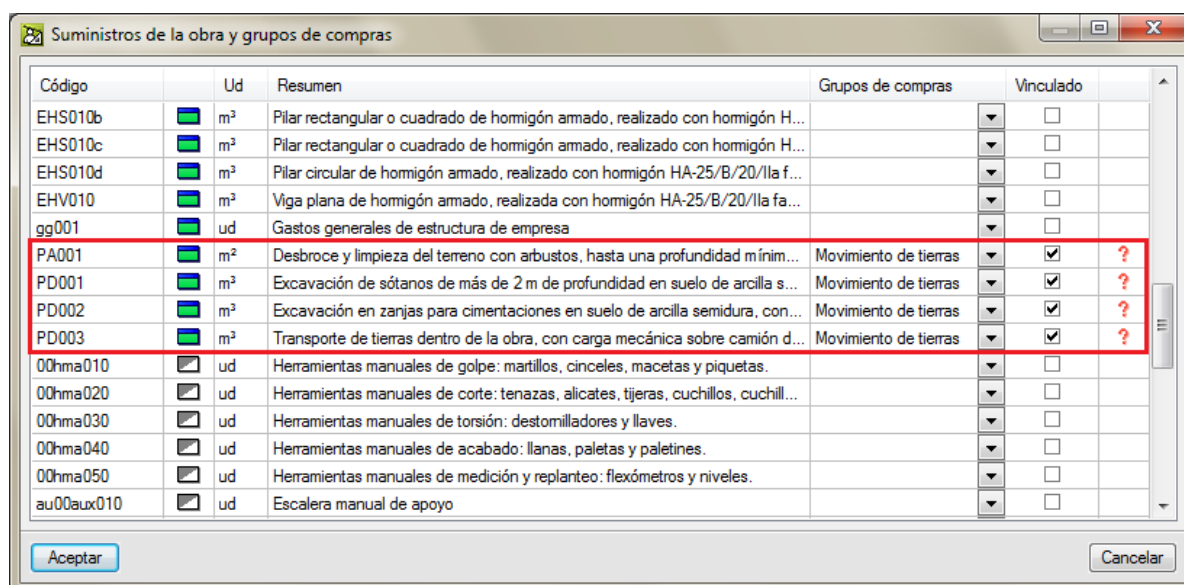 Suministros de la obra y grupos de compras
Código Ud Resumen Grupos de compras Vinculado
EHS010b m³ Pilar rectangular o cuadrado de hormigón armado, realizado con hormigón H...
EHS010c m³ Pilar rectangular o cuadrado de hormigón armado, realizado con hormigón H...
EHS010d m³ Pilar circular de hormigón armado, realizado con hormigón HA-25/B/20/IIa f...
EHV010 m³ Viga plana de hormigón armado, realizada con hormigón HA-25/B/20/IIa fa...
gg001 ud Gastos generales de estructura de empresa
PA001 m² Desbroce y limpieza del terreno con arbustos, hasta una profundidad mínim... Movimiento de tierras ?
PD001 m³ Excavación de sótanos de más de 2 m de profundidad en suelo de arcilla s... Movimiento de tierras ?
PD002 m³ Excavación en zanjas para cimentaciones en suelo de arcilla semidura, con... Movimiento de tierras ?
PD003 m³ Transporte de tierras dentro de la obra, con carga mecánica sobre camión d... Movimiento de tierras ?
00hma010 ud Herramientas manuales de golpe: martillos, cinceles, macetas y piquetas.
00hma020 ud Herramientas manuales de corte: tenazas, alicates, tijeras, cuchillos, cuchill...
00hma030 ud Herramientas manuales de torsión: destornilladores y llaves.
00hma040 ud Herramientas manuales de acabado: llanas, paletas y paletines.
00hma050 ud Herramientas manuales de medición y replanteo: flexómetros y niveles.
au00aux010 ud Escalera manual de apoyo
Aceptar Cancelar